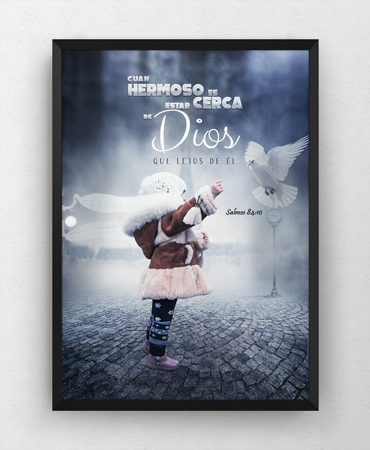 CUAN
HERMOSO ES
ESTAR CERCA
DE Dios
QUE LEJOS DE ÉL
Salmos 84:10